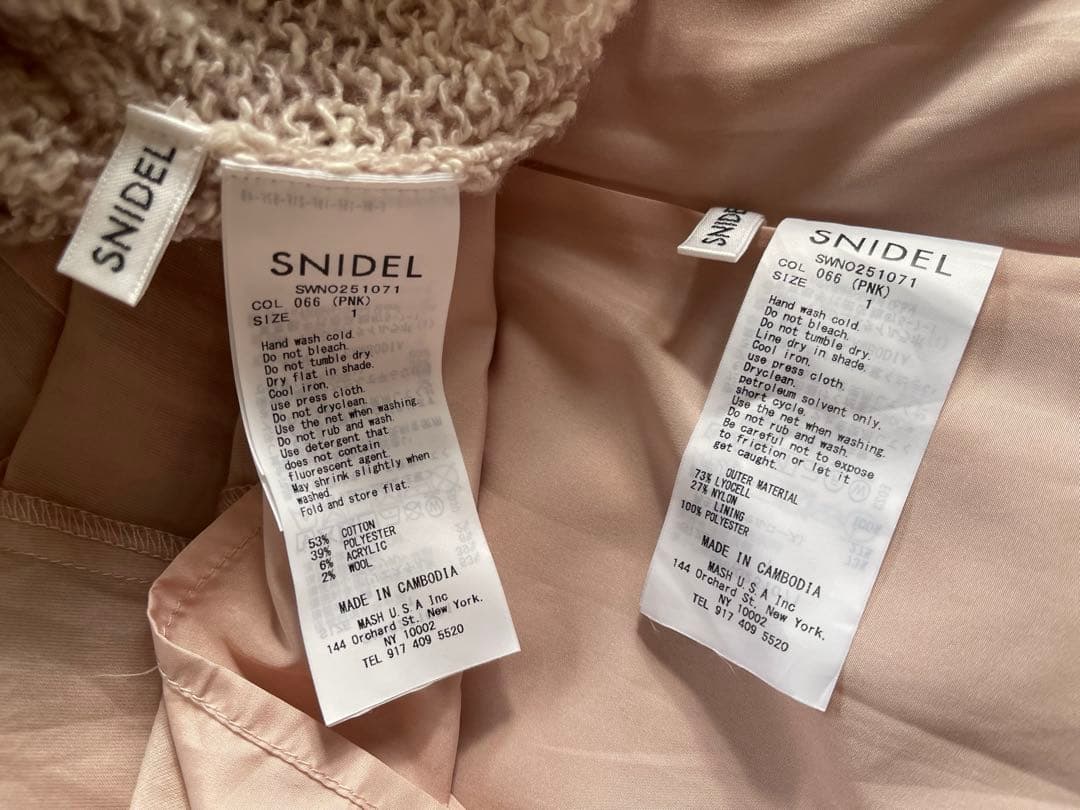 SNIDEL
SNIDEL
SWNO251071
COL 066 (PNK)
SIZE 1
Hand wash cold.
Do not bleach.
Do not tumble dry.
Dry flat in shade.
Cool iron.
use press cloth.
Do not dryclean.
Use the net when washing.
Do not rub and wash.
Use detergent that
does not contain
fluorescent agent.
May shrink slightly when
washed.
Fold and store flat.
53% COTTON
39% POLYESTER
6% ACRYLIC
2% WOOL
MADE IN CAMBODIA
MASH U.S.A Inc
144 Orchard St. New York.
NY 10002
TEL 917 409 5520
SNIDEL
SNIDEL
SWNO251071
COL 066 (PNK)
SIZE 1
Hand wash cold.
Do not bleach.
Do not tumble dry.
Line dry in shade.
Cool iron.
use press cloth.
Dryclean.
petroleum solvent only.
short cycle.
Use the net when washing.
Do not rub and wash.
Be careful not to expose
to friction or let it
get caught.
OUTER MATERIAL
73% LYOCELL
27% NYLON
LINING
100% POLYESTER
MADE IN CAMBODIA
MASH U.S.A Inc
144 Orchard St. New York.
NY 10002
TEL 917 409 5520